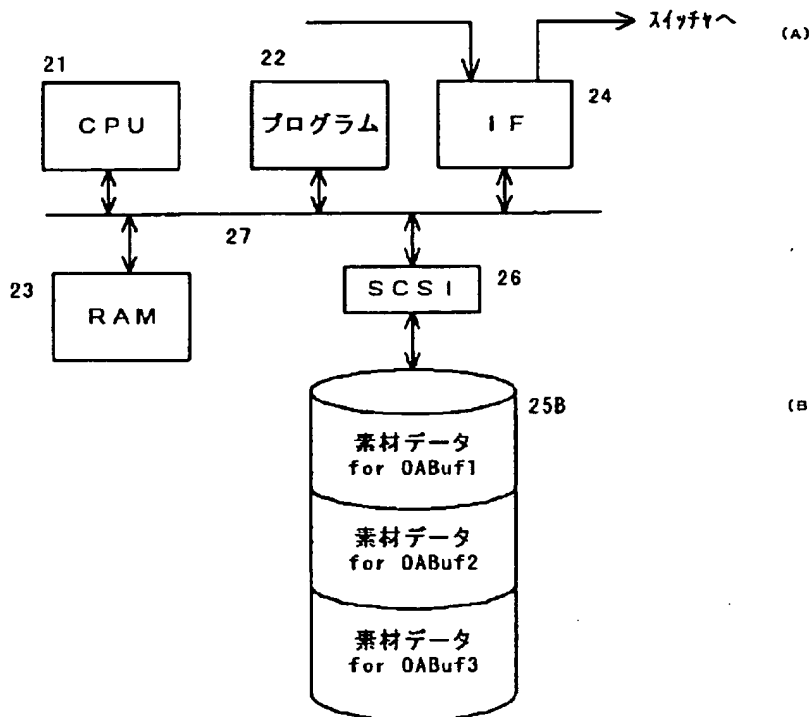 スイッチャへ
(A)
21
22
24
CPU
プログラム
IF
27
23
RAM
SCSI
26
25B
(B
素材データ
for OABuf1
素材データ
for OABuf2
素材データ
for OABuf3